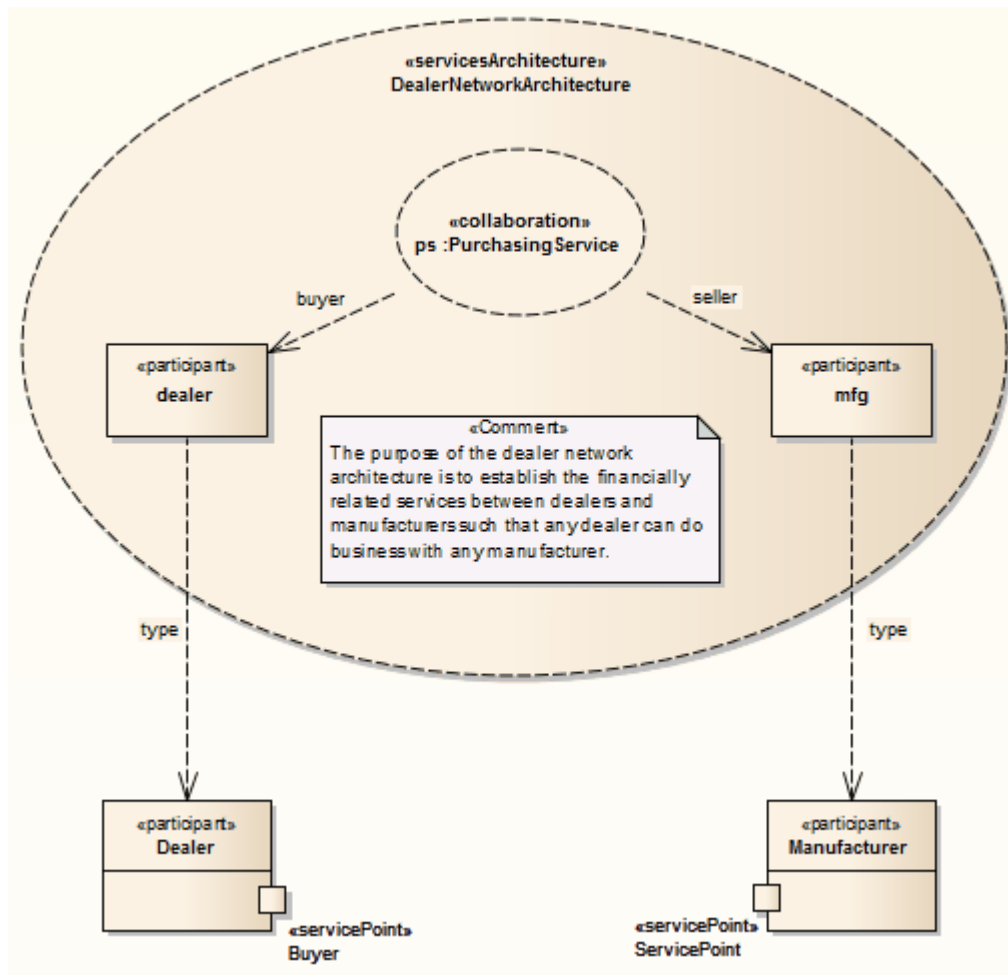 «servicesArchitecture»
DealerNetworkArchitecture
«collaboration»
ps :PurchasingService
buyer
seller
«participant»
dealer
«participant»
mfg
«Comment»
The purpose of the dealer network
architecture is to establish the financially
related services between dealers and
manufacturers such that any dealer can do
business with any manufacturer.
type
type
«participant»
Dealer
«participant»
Manufacturer
«servicePoint»
Buyer
«servicePoint»
ServicePoint